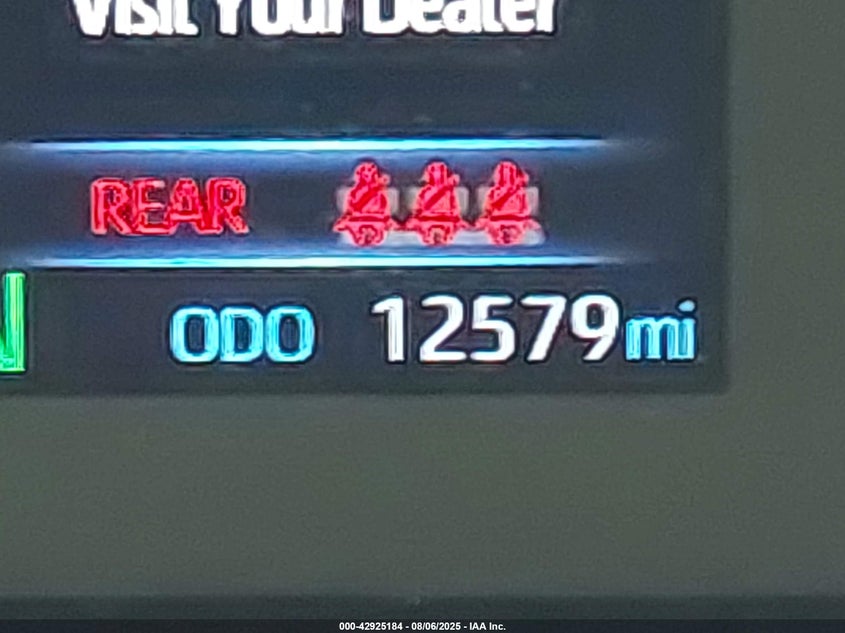 Visit Your Dealer
REAR
N
ODO 12579mi
000-42925184 - 08/06/2025 - IAA Inc.